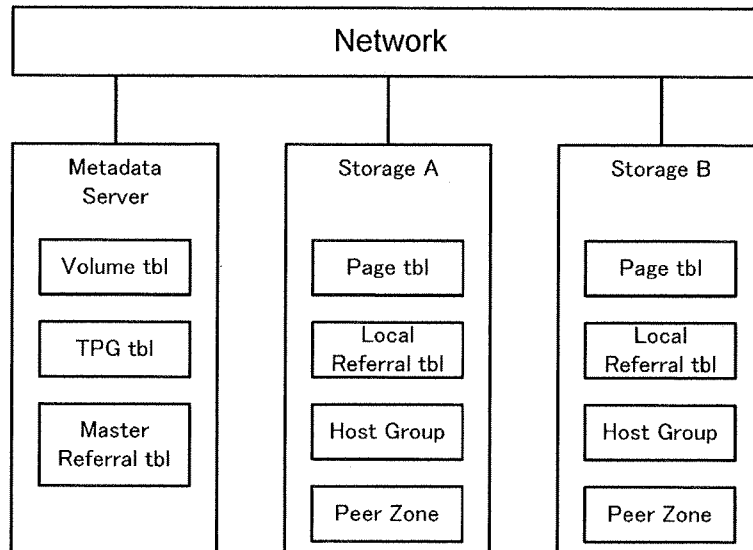 Network
Metadata
Server
Volume tbl
TPG tbl
Master
Referral tbl
Storage A
Page tbl
Local
Referral tbl
Host Group
Peer Zone
Storage B
Page tbl
Local
Referral tbl
Host Group
Peer Zone